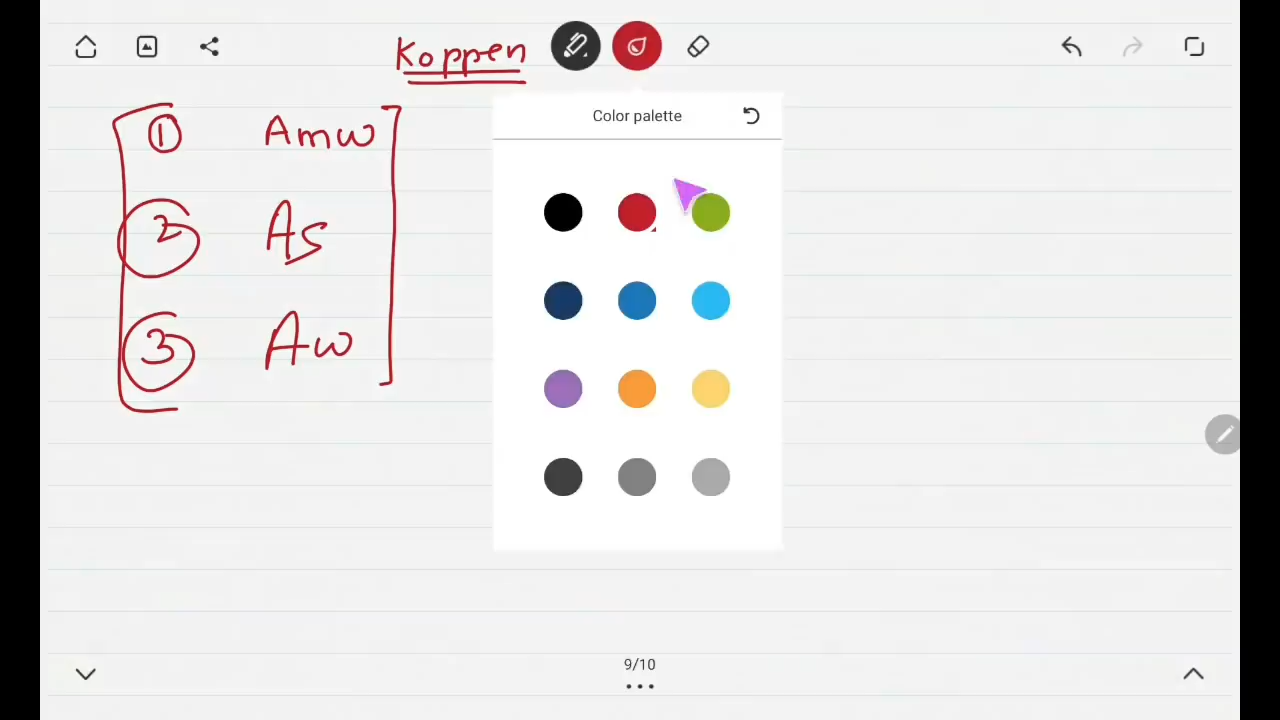 Koppen
Color palette
① Amw
② As
③ Aw
9/10